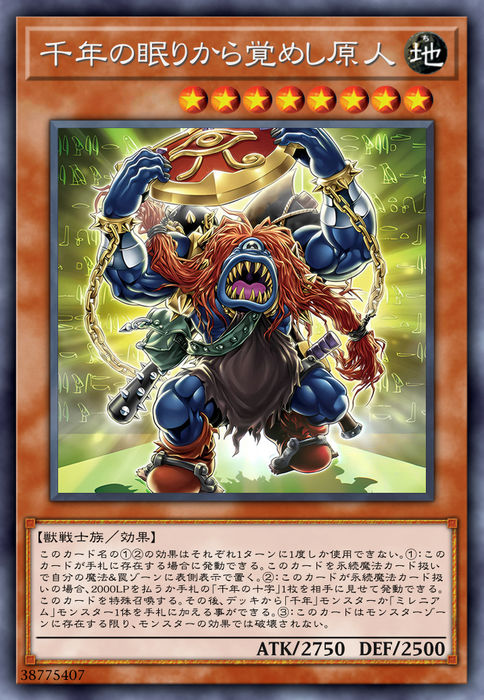 千年の眠りから覚めし原人
地
【獣戦士族／効果】
このカード名の①②の効果はそれぞれ1ターンに1度しか使用できない。①：この
カードが手札に存在する場合に発動できる。このカードを永続魔法カード扱い
で自分の魔法&罠ゾーンに表側表示で置く。②：このカードが永続魔法カード扱
いの場合、2000LPを払うか手札の「千年の十字」1枚を相手に見せて発動できる。
このカードを特殊召喚する。その後、デッキから「千年」モンスターか「ミレニア
ム」モンスター1体を手札に加える事ができる。③：このカードはモンスターゾー
ンに存在する限り、モンスターの効果では破壊されない。
ATK/2750 DEF/2500
38775407